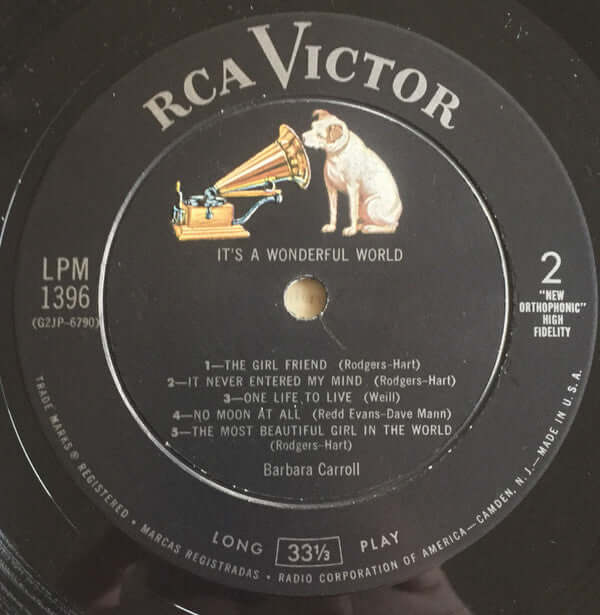 RCA VICTOR
IT'S A WONDERFUL WORLD
LPM
1396
(G2JP-6790)
2
"NEW
ORTHOPHONIC"
HIGH
FIDELITY
1—THE GIRL FRIEND (Rodgers-Hart)
2—IT NEVER ENTERED MY MIND (Rodgers-Hart)
3—ONE LIFE TO LIVE (Weill)
4—NO MOON AT ALL (Redd Evans-Dave Mann)
5—THE MOST BEAUTIFUL GIRL IN THE WORLD
(Rodgers-Hart)
Barbara Carroll
LONG 33⅓ PLAY
TRADE MARKS ® REGISTERED • MARCAS REGISTRADAS • RADIO CORPORATION OF AMERICA—CAMDEN, N. J.—MADE IN U.S.A.